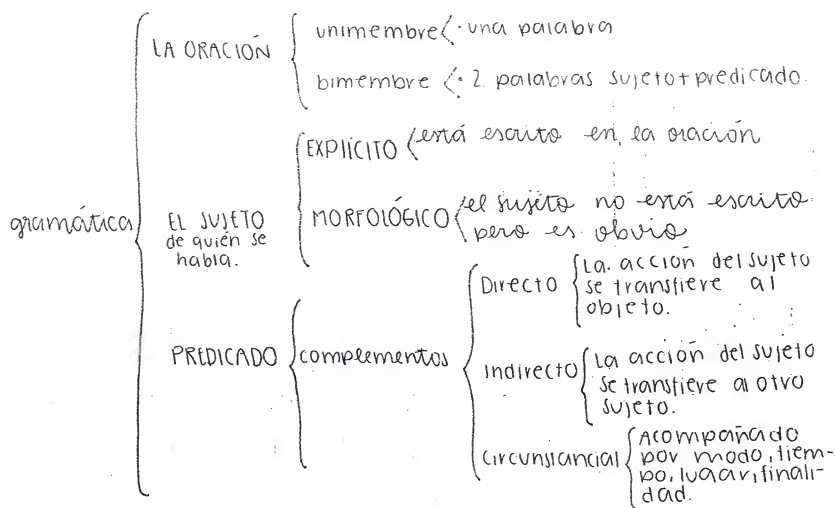 gramática
LA ORACIÓN
unimembre
· una palabra
bimembre
· 2 palabras sujeto + predicado.
EL SUJETO
de quién se
habla.
EXPLÍCITO
está escrito en la oración
MORFOLÓGICO
el sujeto no está escrito
pero es obvio
PREDICADO
complementos
Directo
La acción del sujeto
se transfiere al
objeto.
Indirecto
La acción del sujeto
se transfiere al otro
sujeto.
Circunstancial
Acompañado
por modo, tiem-
po, lugar, finali-
dad.